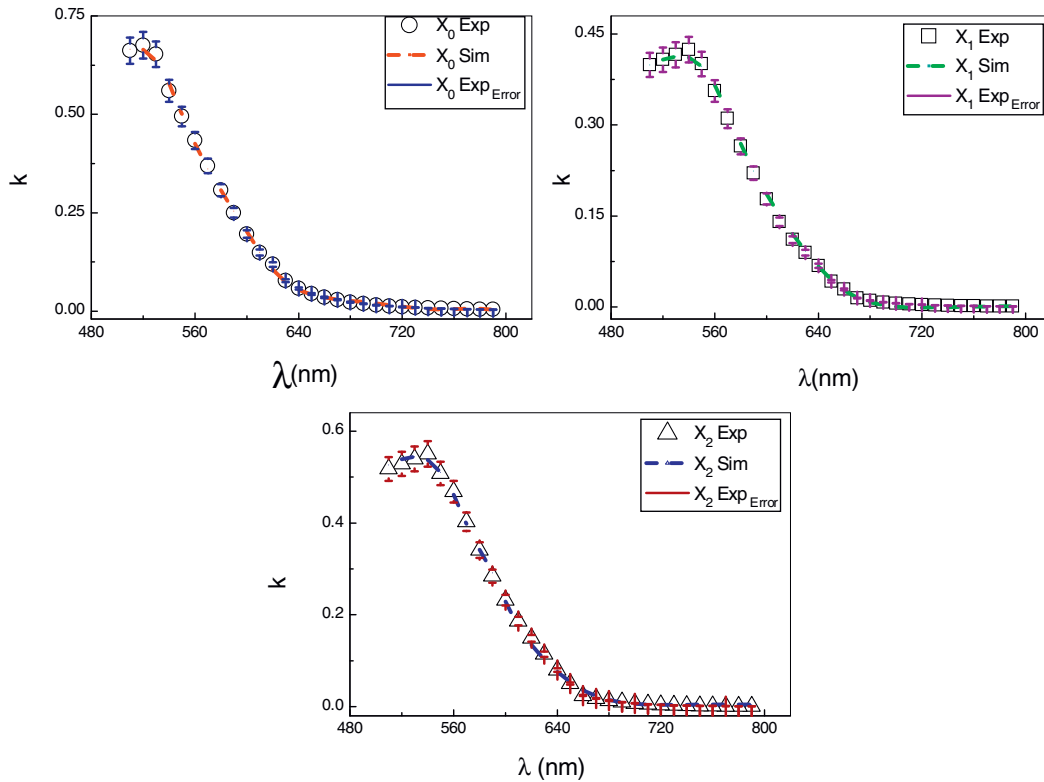 0.75
0.50
0.25
0.00
k
480
560
640
720
800
λ(nm)
X0 Exp
X0 Sim
X0 ExpError
0.45
0.30
0.15
0.00
k
480
560
640
720
800
λ(nm)
X1 Exp
X1 Sim
X1 ExpError
0.6
0.4
0.2
0.0
k
480
560
640
720
800
λ (nm)
X2 Exp
X2 Sim
X2 ExpError